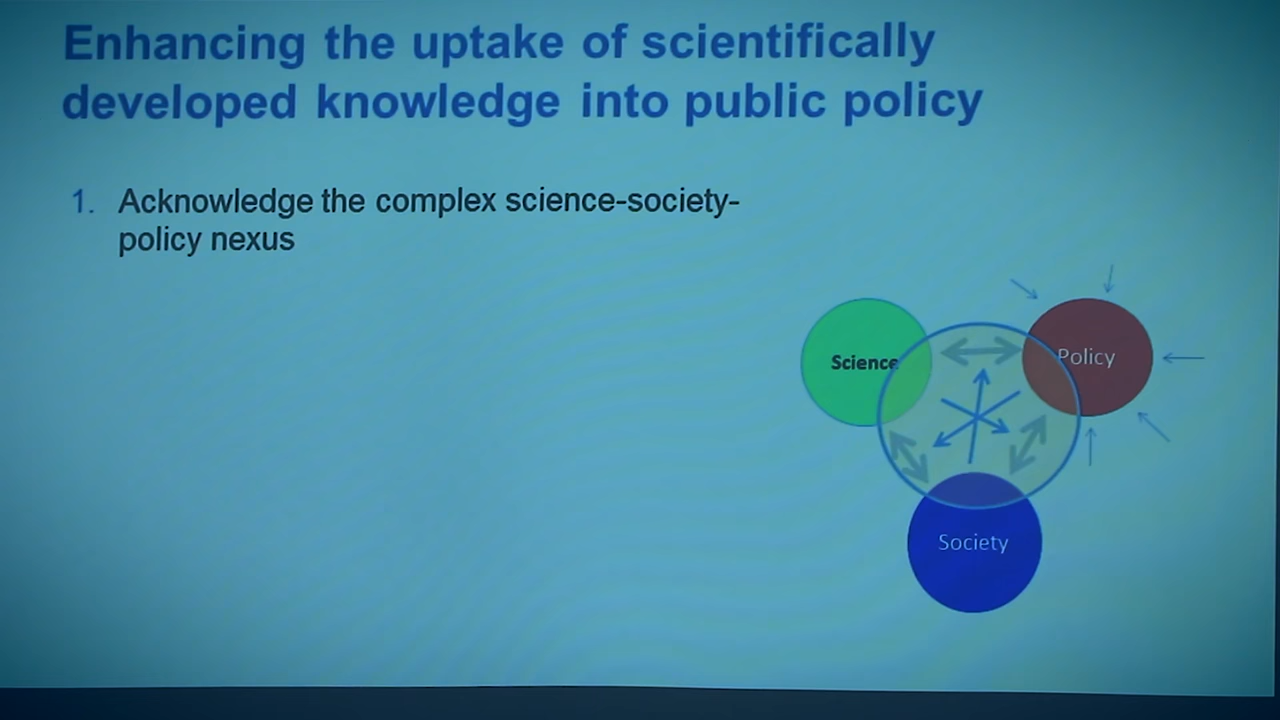 Enhancing the uptake of scientifically
developed knowledge into public policy
1. Acknowledge the complex science-society-
policy nexus
Science
Policy
Society